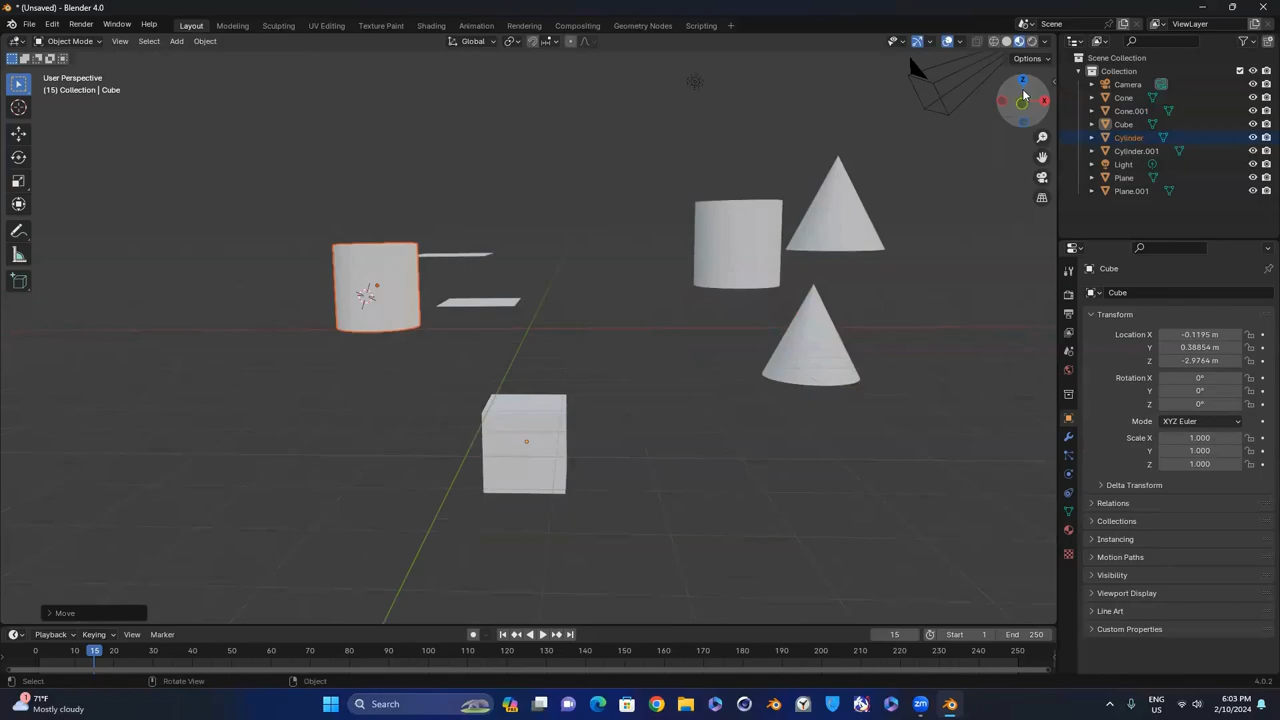 * (Unsaved) - Blender 4.0
File Edit Render Window Help Layout Modeling Sculpting UV Editing Texture Paint Shading Animation Rendering Compositing Geometry Nodes Scripting + Scene ViewLayer
Object Mode View Select Add Object Global
Options
User Perspective
(15) Collection | Cube
Z
X
Scene Collection
Collection
Camera
Cone
Cone.001
Cube
Cylinder
Cylinder.001
Light
Plane
Plane.001
Cube
Cube
Transform
Location X -0.1195 m
Y 0.38854 m
Z -2.9764 m
Rotation X 0°
Y 0°
Z 0°
Mode XYZ Euler
Scale X 1.000
Y 1.000
Z 1.000
Delta Transform
Relations
Collections
Instancing
Motion Paths
Visibility
Viewport Display
Line Art
Custom Properties
Move
Playback Keying View Marker 15 Start 1 End 250
0 10 15 20 30 40 50 60 70 80 90 100 110 120 130 140 150 160 170 180 190 200 210 220 230 240 250
Select Rotate View Object 4.0.2
71°F
Mostly cloudy
Search
ENG
US
6:03 PM
2/10/2024